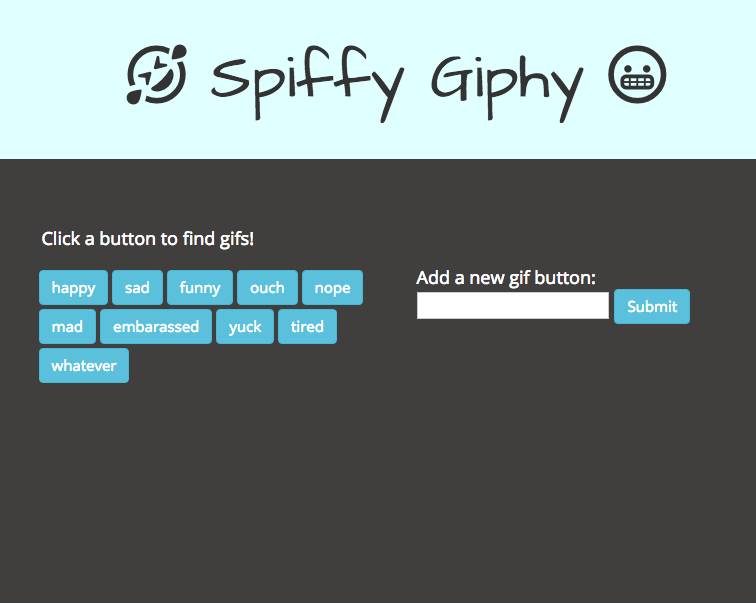 Spiffy Giphy
Click a button to find gifs!
happy sad funny ouch nope
mad embarassed yuck tired
whatever
Add a new gif button:
Submit